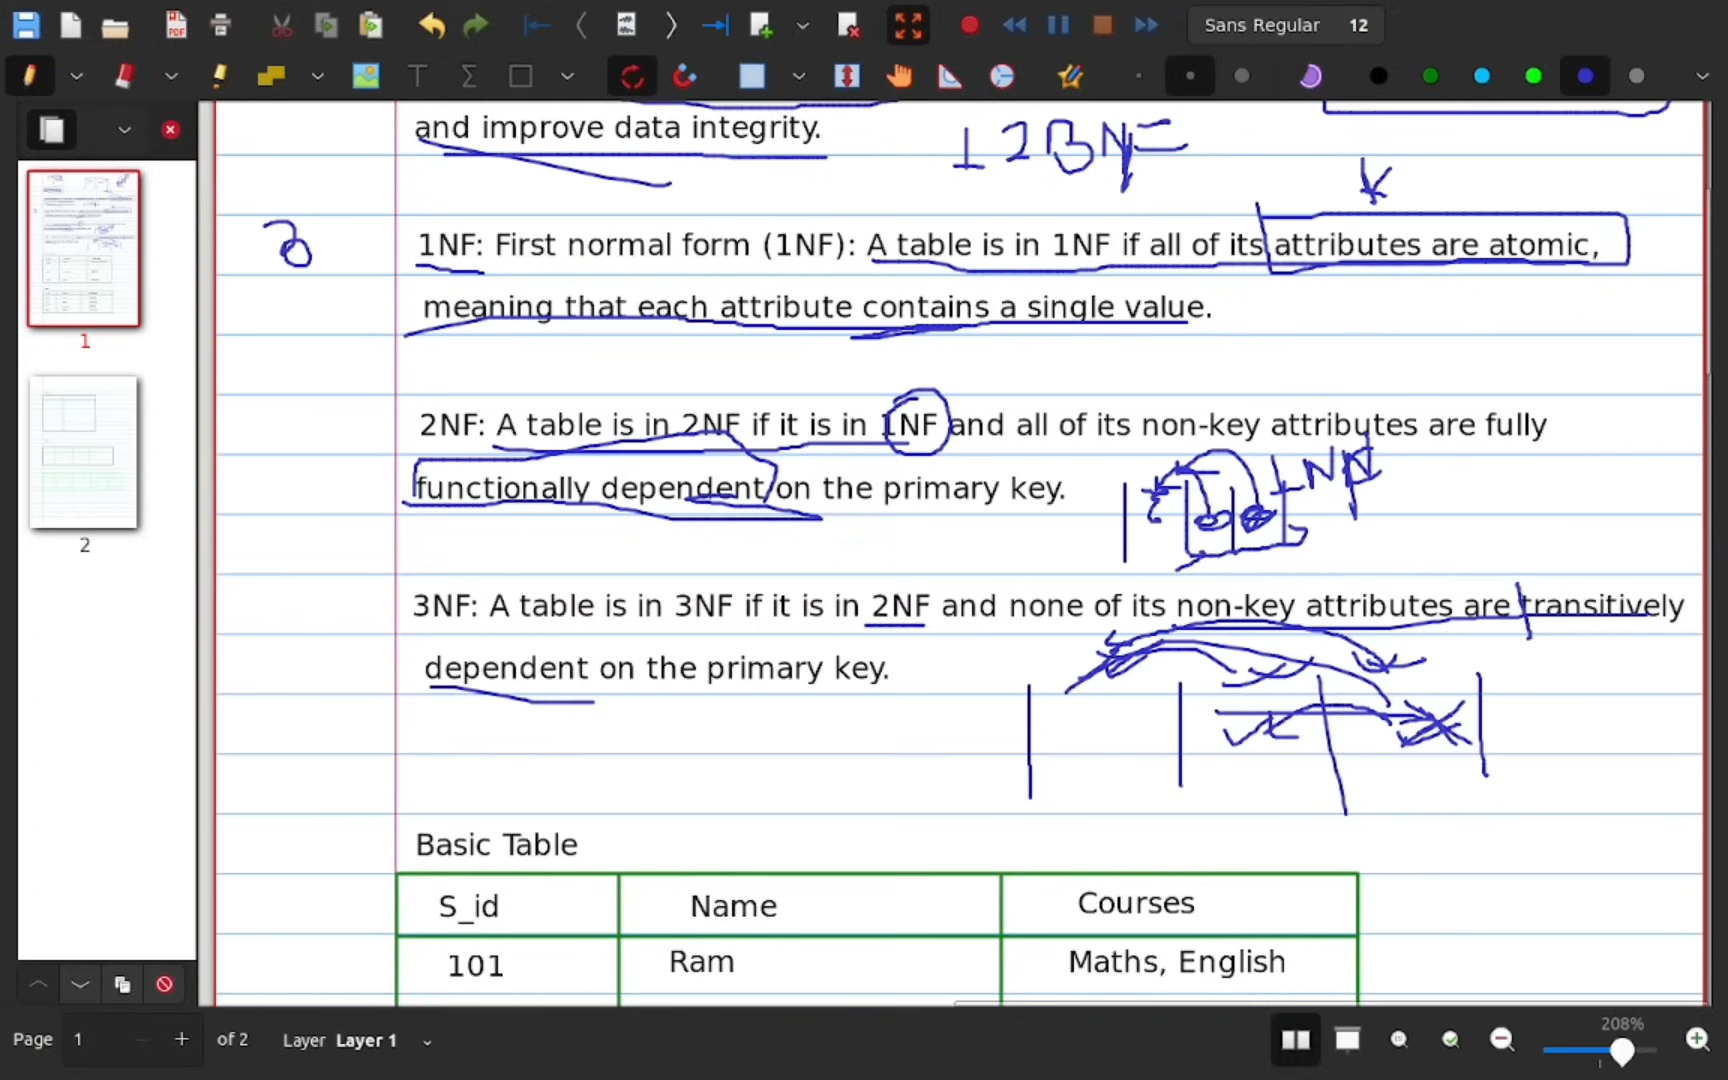 Sans Regular 12
and improve data integrity.
1 2 B NF
1NF: First normal form (1NF): A table is in 1NF if all of its attributes are atomic,
meaning that each attribute contains a single value.
2NF: A table is in 2NF if it is in 1NF and all of its non-key attributes are fully
functionally dependent on the primary key.
1NF
3NF: A table is in 3NF if it is in 2NF and none of its non-key attributes are transitively
dependent on the primary key.
Basic Table
S_id Name Courses
101 Ram Maths, English
1
2
Page 1 of 2 Layer Layer 1
208%